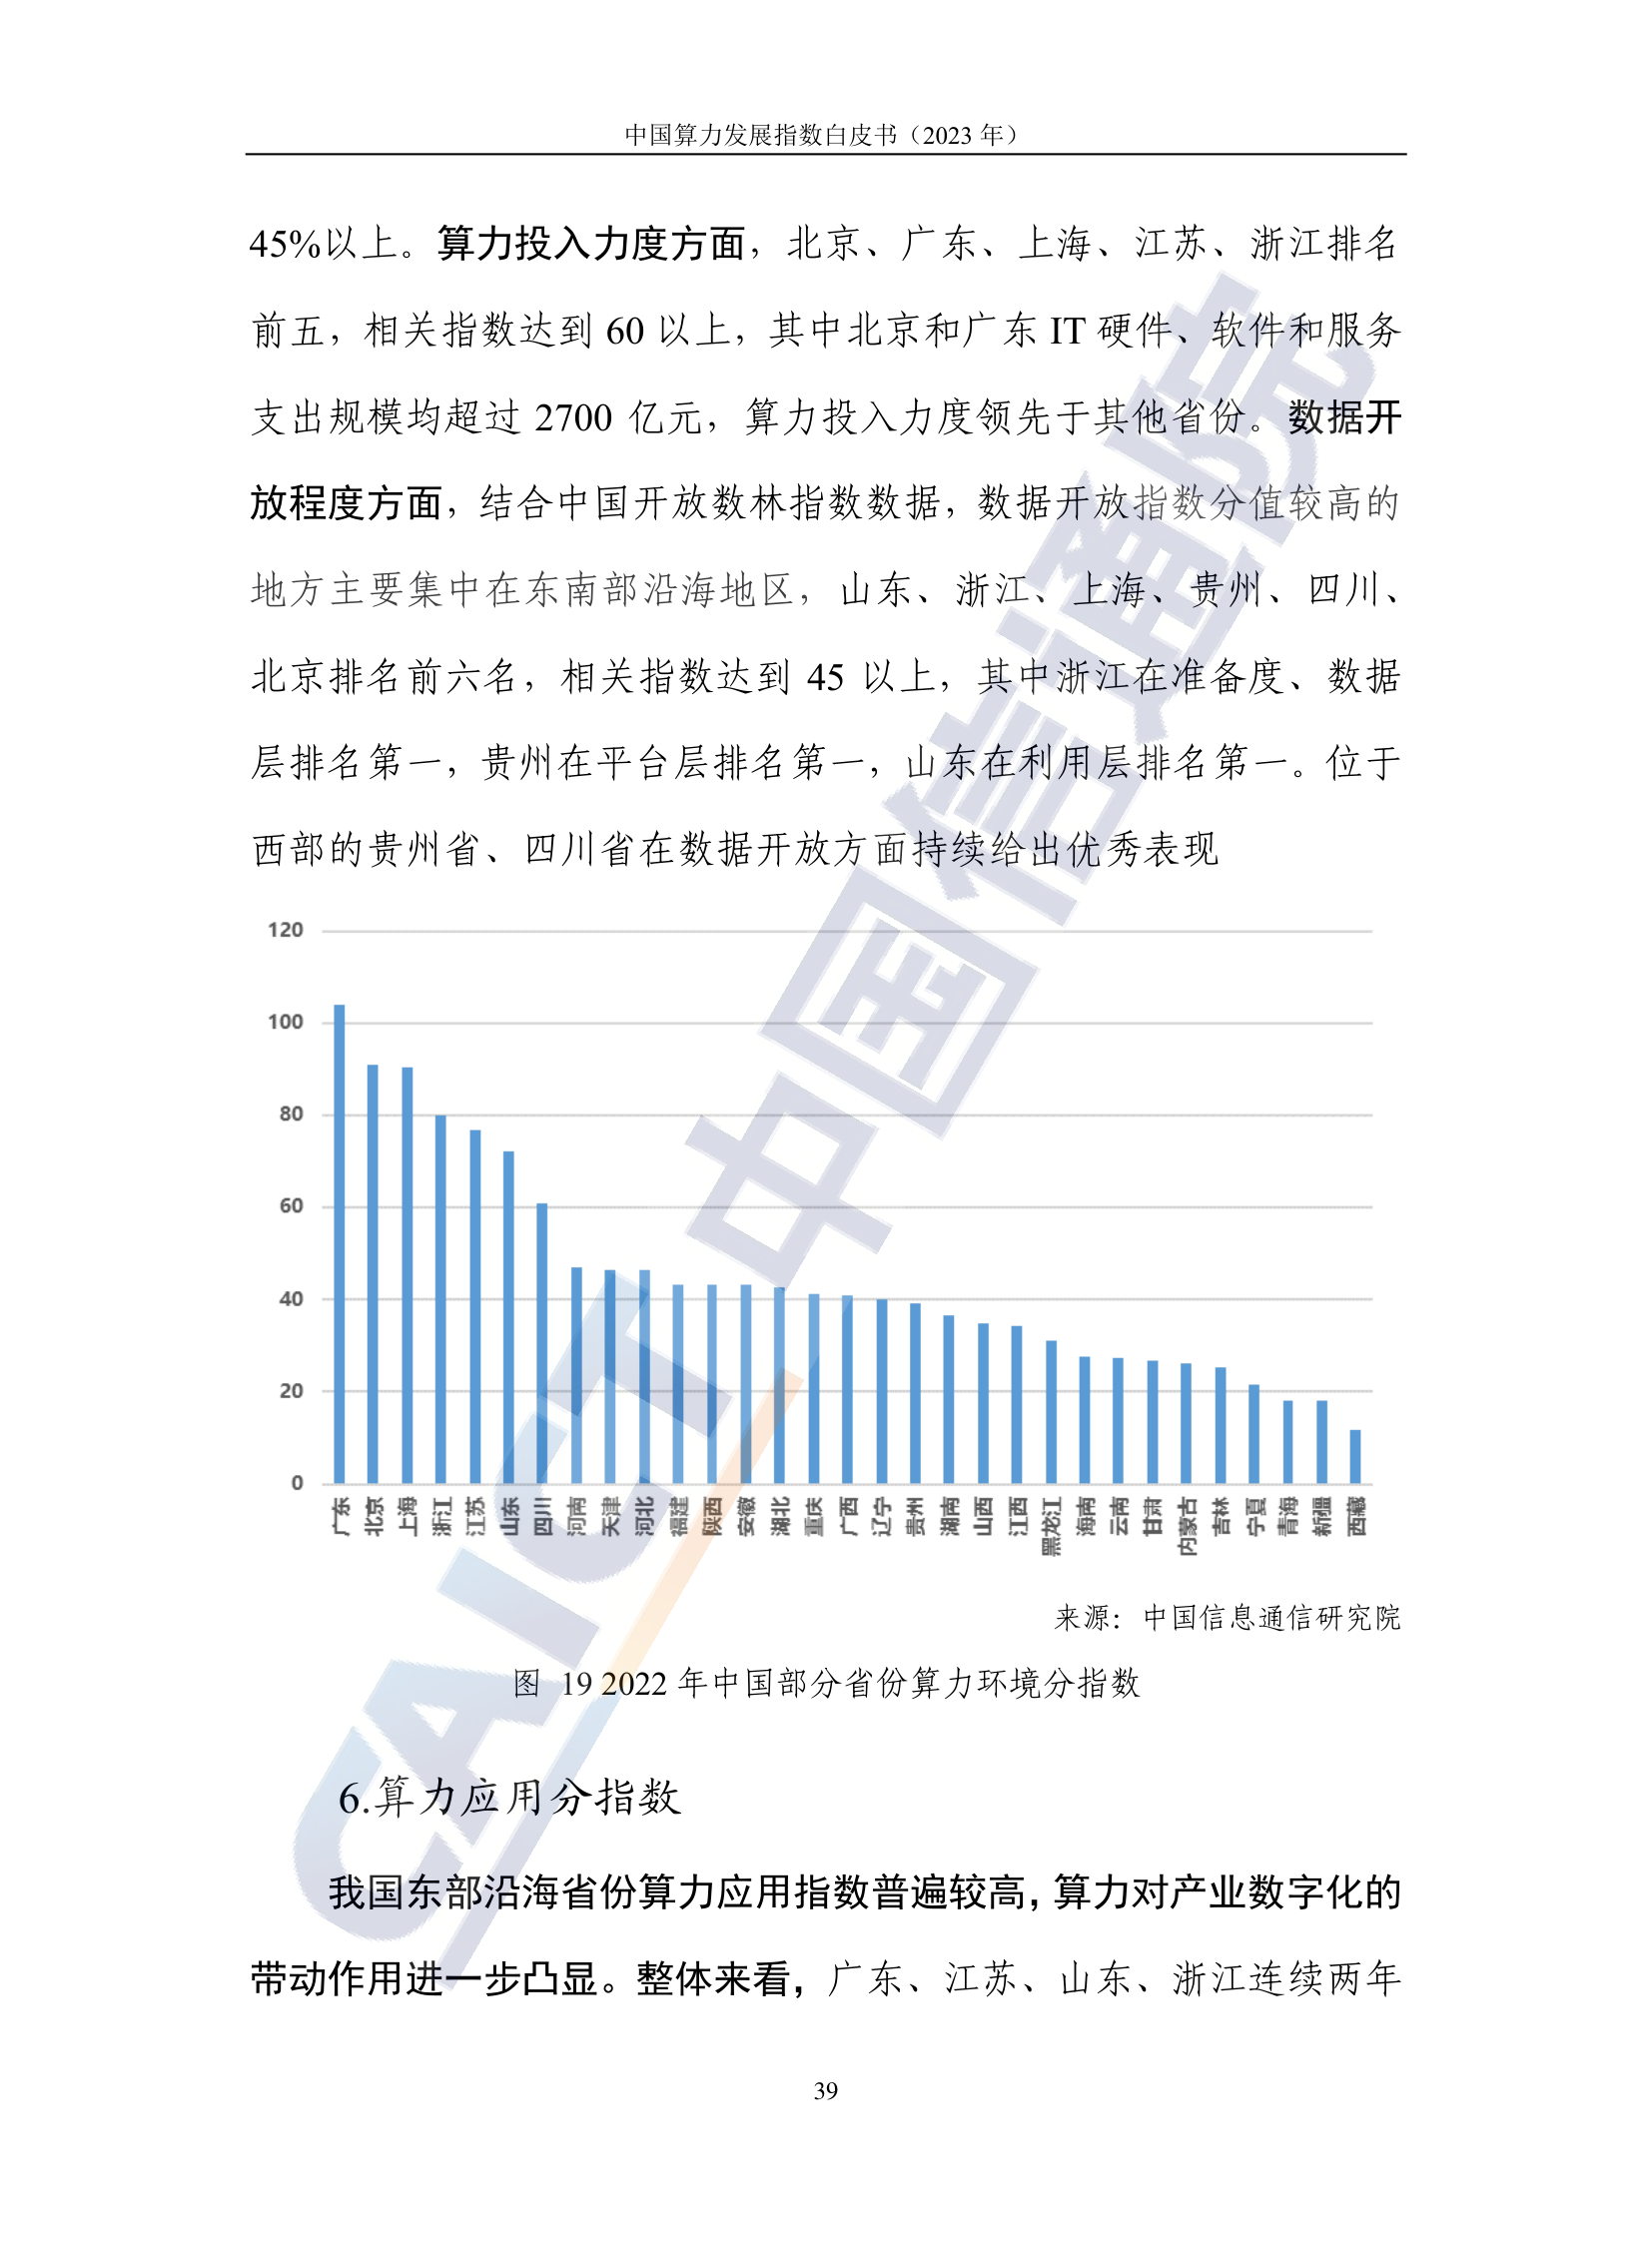 中国算力发展指数白皮书（2023 年）
45%以上。算力投入力度方面，北京、广东、上海、江苏、浙江排名
前五，相关指数达到 60 以上，其中北京和广东 IT 硬件、软件和服务
支出规模均超过 2700 亿元，算力投入力度领先于其他省份。数据开
放程度方面，结合中国开放数林指数数据，数据开放指数分值较高的
地方主要集中在东南部沿海地区，山东、浙江、上海、贵州、四川、
北京排名前六名，相关指数达到 45 以上，其中浙江在准备度、数据
层排名第一，贵州在平台层排名第一，山东在利用层排名第一。位于
西部的贵州省、四川省在数据开放方面持续给出优秀表现
120
100
80
60
40
20
0
广东 北京 上海 浙江 江苏 山东 四川 河南 天津 河北 福建 陕西 安徽 湖北 重庆 广西 辽宁 贵州 湖南 山西 江西 黑龙江 海南 云南 甘肃 内蒙古 吉林 宁夏 青海 新疆 西藏
来源：中国信息通信研究院
图 19 2022 年中国部分省份算力环境分指数
6.算力应用分指数
我国东部沿海省份算力应用指数普遍较高，算力对产业数字化的
带动作用进一步凸显。整体来看，广东、江苏、山东、浙江连续两年
39
CAICT 中国信通院